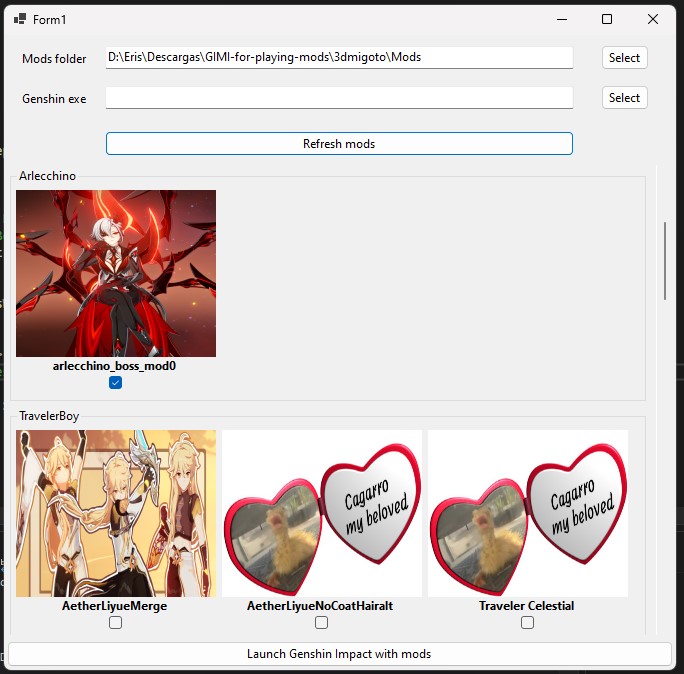 Form1
Mods folder
D:\Eris\Descargas\GIMI-for-playing-mods\3dmigoto\Mods
Select
Genshin exe
Select
Refresh mods
Arlecchino
arlecchino_boss_mod0
TravelerBoy
Cagarro
my beloved
Cagarro
my beloved
AetherLiyueMerge
AetherLiyueNoCoatHairalt
Traveler Celestial
Launch Genshin Impact with mods